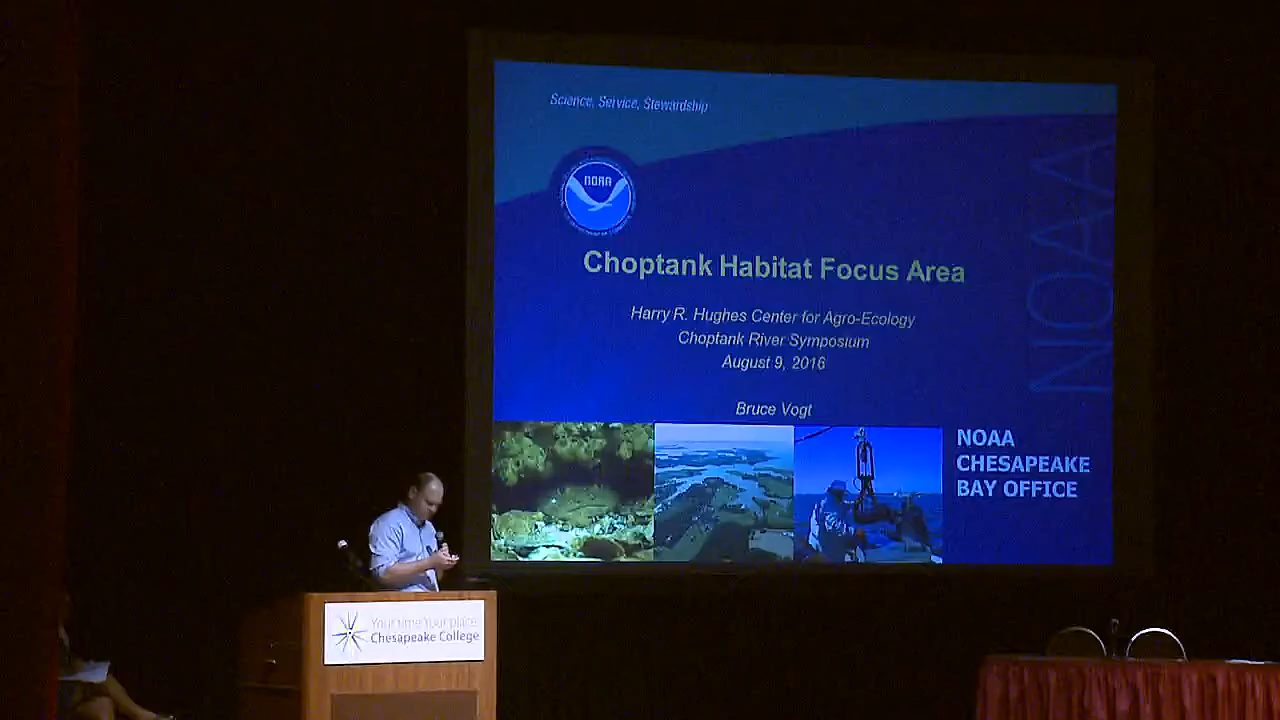 Science, Service, Stewardship
NOAA
NOAA
Choptank Habitat Focus Area
Harry R. Hughes Center for Agro-Ecology
Choptank River Symposium
August 9, 2016
Bruce Vogt
NOAA
CHESAPEAKE
BAY OFFICE
Your time Your place
Chesapeake College